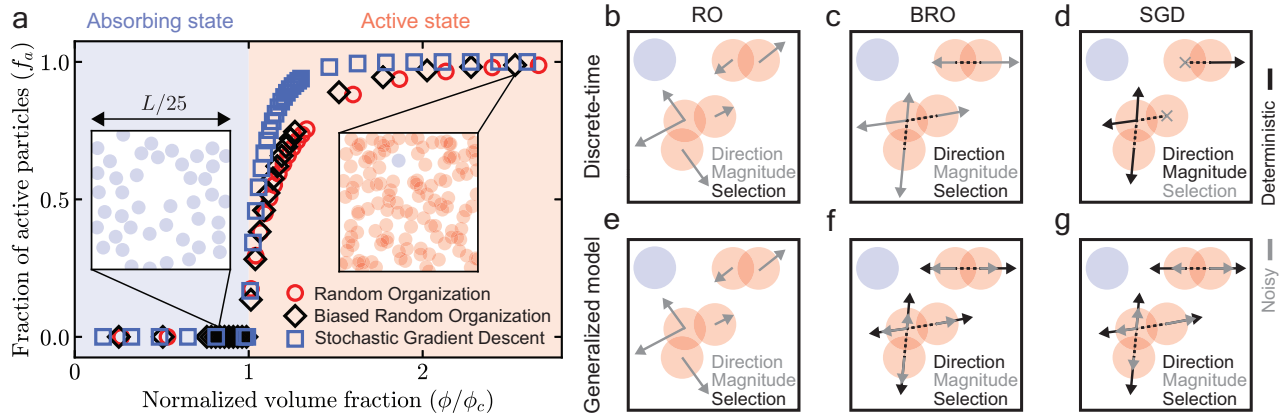 a
Absorbing state
Active state
Fraction of active particles (f_a)
1.0
0.5
0.0
L/25
Random Organization
Biased Random Organization
Stochastic Gradient Descent
0
1
2
Normalized volume fraction (ϕ/ϕ_c)
b
RO
c
BRO
d
SGD
Discrete-time
Direction
Magnitude
Selection
Direction
Magnitude
Selection
Direction
Magnitude
Selection
Deterministic
e
f
g
Generalized model
Direction
Magnitude
Selection
Direction
Magnitude
Selection
Direction
Magnitude
Selection
Noisy